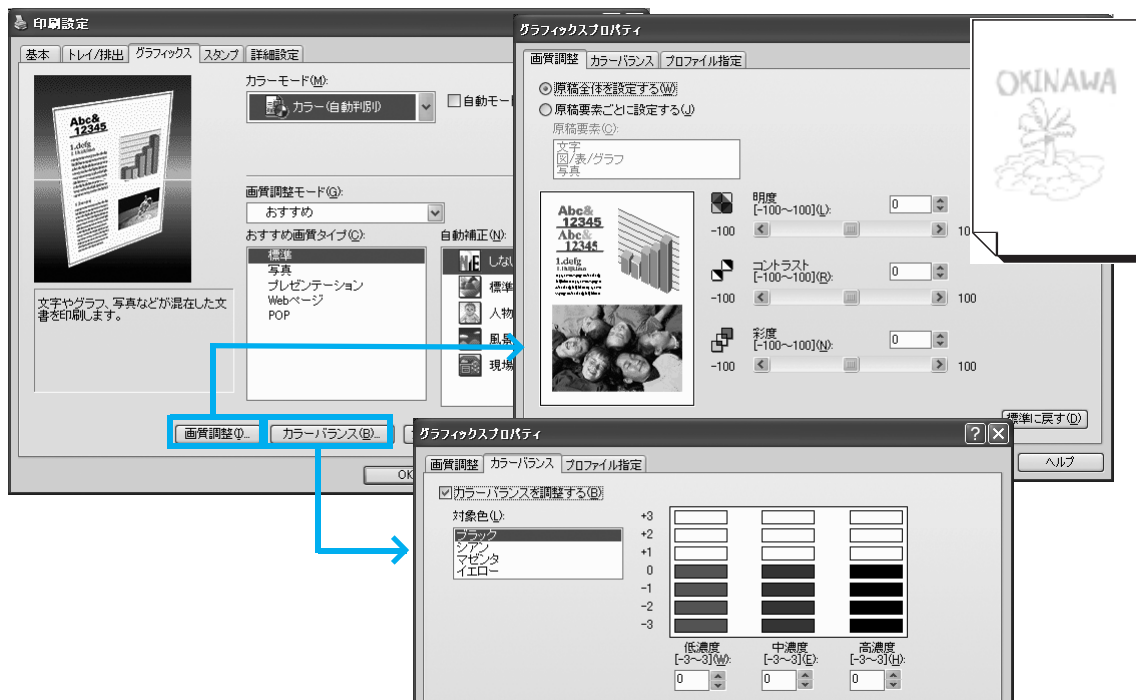 印刷設定
基本 トレイ/排出 グラフィックス スタンプ 詳細設定
カラーモード(M):
カラー(自動判別)
自動モー
Abc&
12345
1.defg
画質調整モード(G):
おすすめ
おすすめ画質タイプ(C):
標準
写真
プレゼンテーション
Webページ
POP
自動補正(N):
しない
標準
人物
風景
現場
文字やグラフ、写真などが混在した文
書を印刷します。
画質調整(I)...
カラーバランス(B)...
OK
グラフィックスプロパティ
画質調整 カラーバランス プロファイル指定
原稿全体を設定する(W)
原稿要素ごとに設定する(J)
原稿要素(C):
文字
図/表/グラフ
写真
Abc&
12345
Abc&
12345
1.defg
明度
[-100~100](L):
0
-100
10
コントラスト
[-100~100](R):
0
-100
100
彩度
[-100~100](N):
0
-100
100
標準に戻す(D)
ヘルプ
OKINAWA
グラフィックスプロパティ
画質調整 カラーバランス プロファイル指定
カラーバランスを調整する(B)
対象色(L):
ブラック
シアン
マゼンタ
イエロー
+3
+2
+1
0
-1
-2
-3
低濃度
[-3~3](W):
0
中濃度
[-3~3](E):
0
高濃度
[-3~3](H):
0